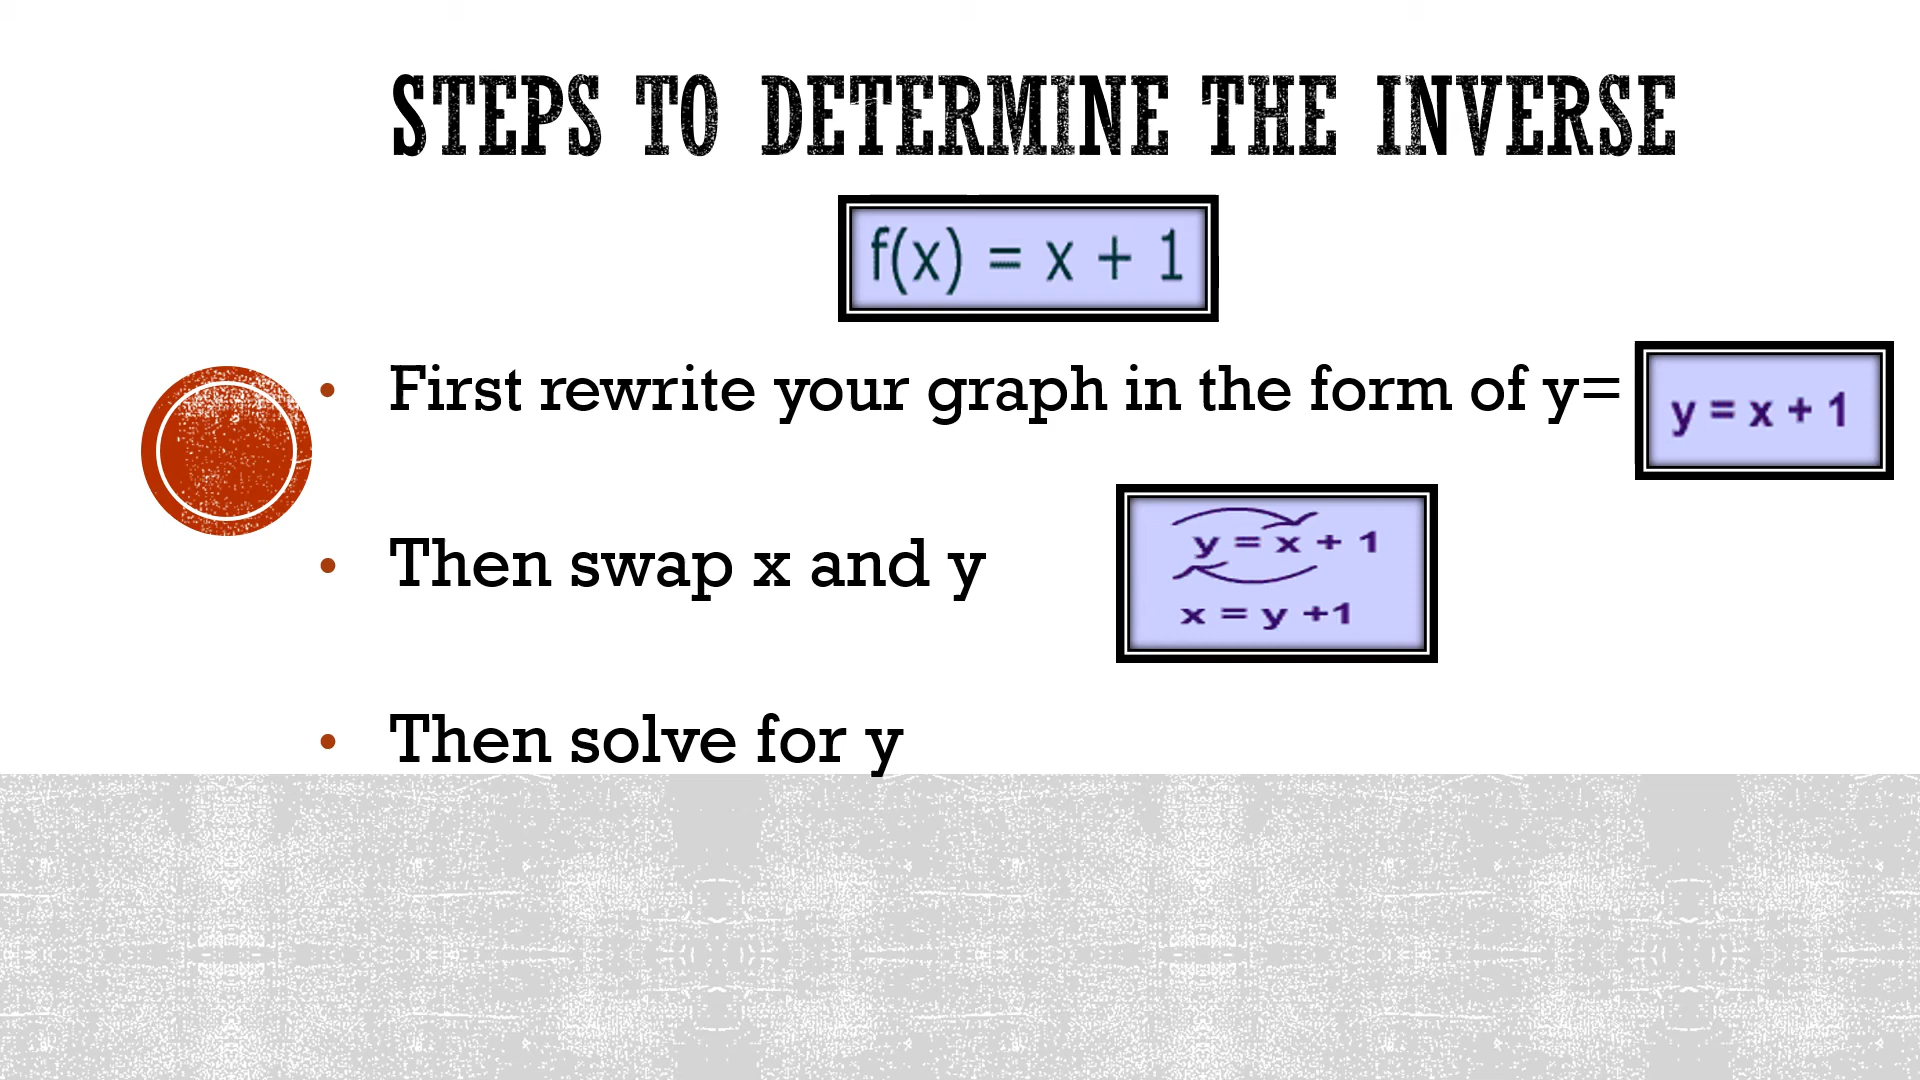 STEPS TO DETERMINE THE INVERSE
f(x) = x + 1
• First rewrite your graph in the form of y=
y = x + 1
• Then swap x and y
y = x + 1
x = y +1
• Then solve for y